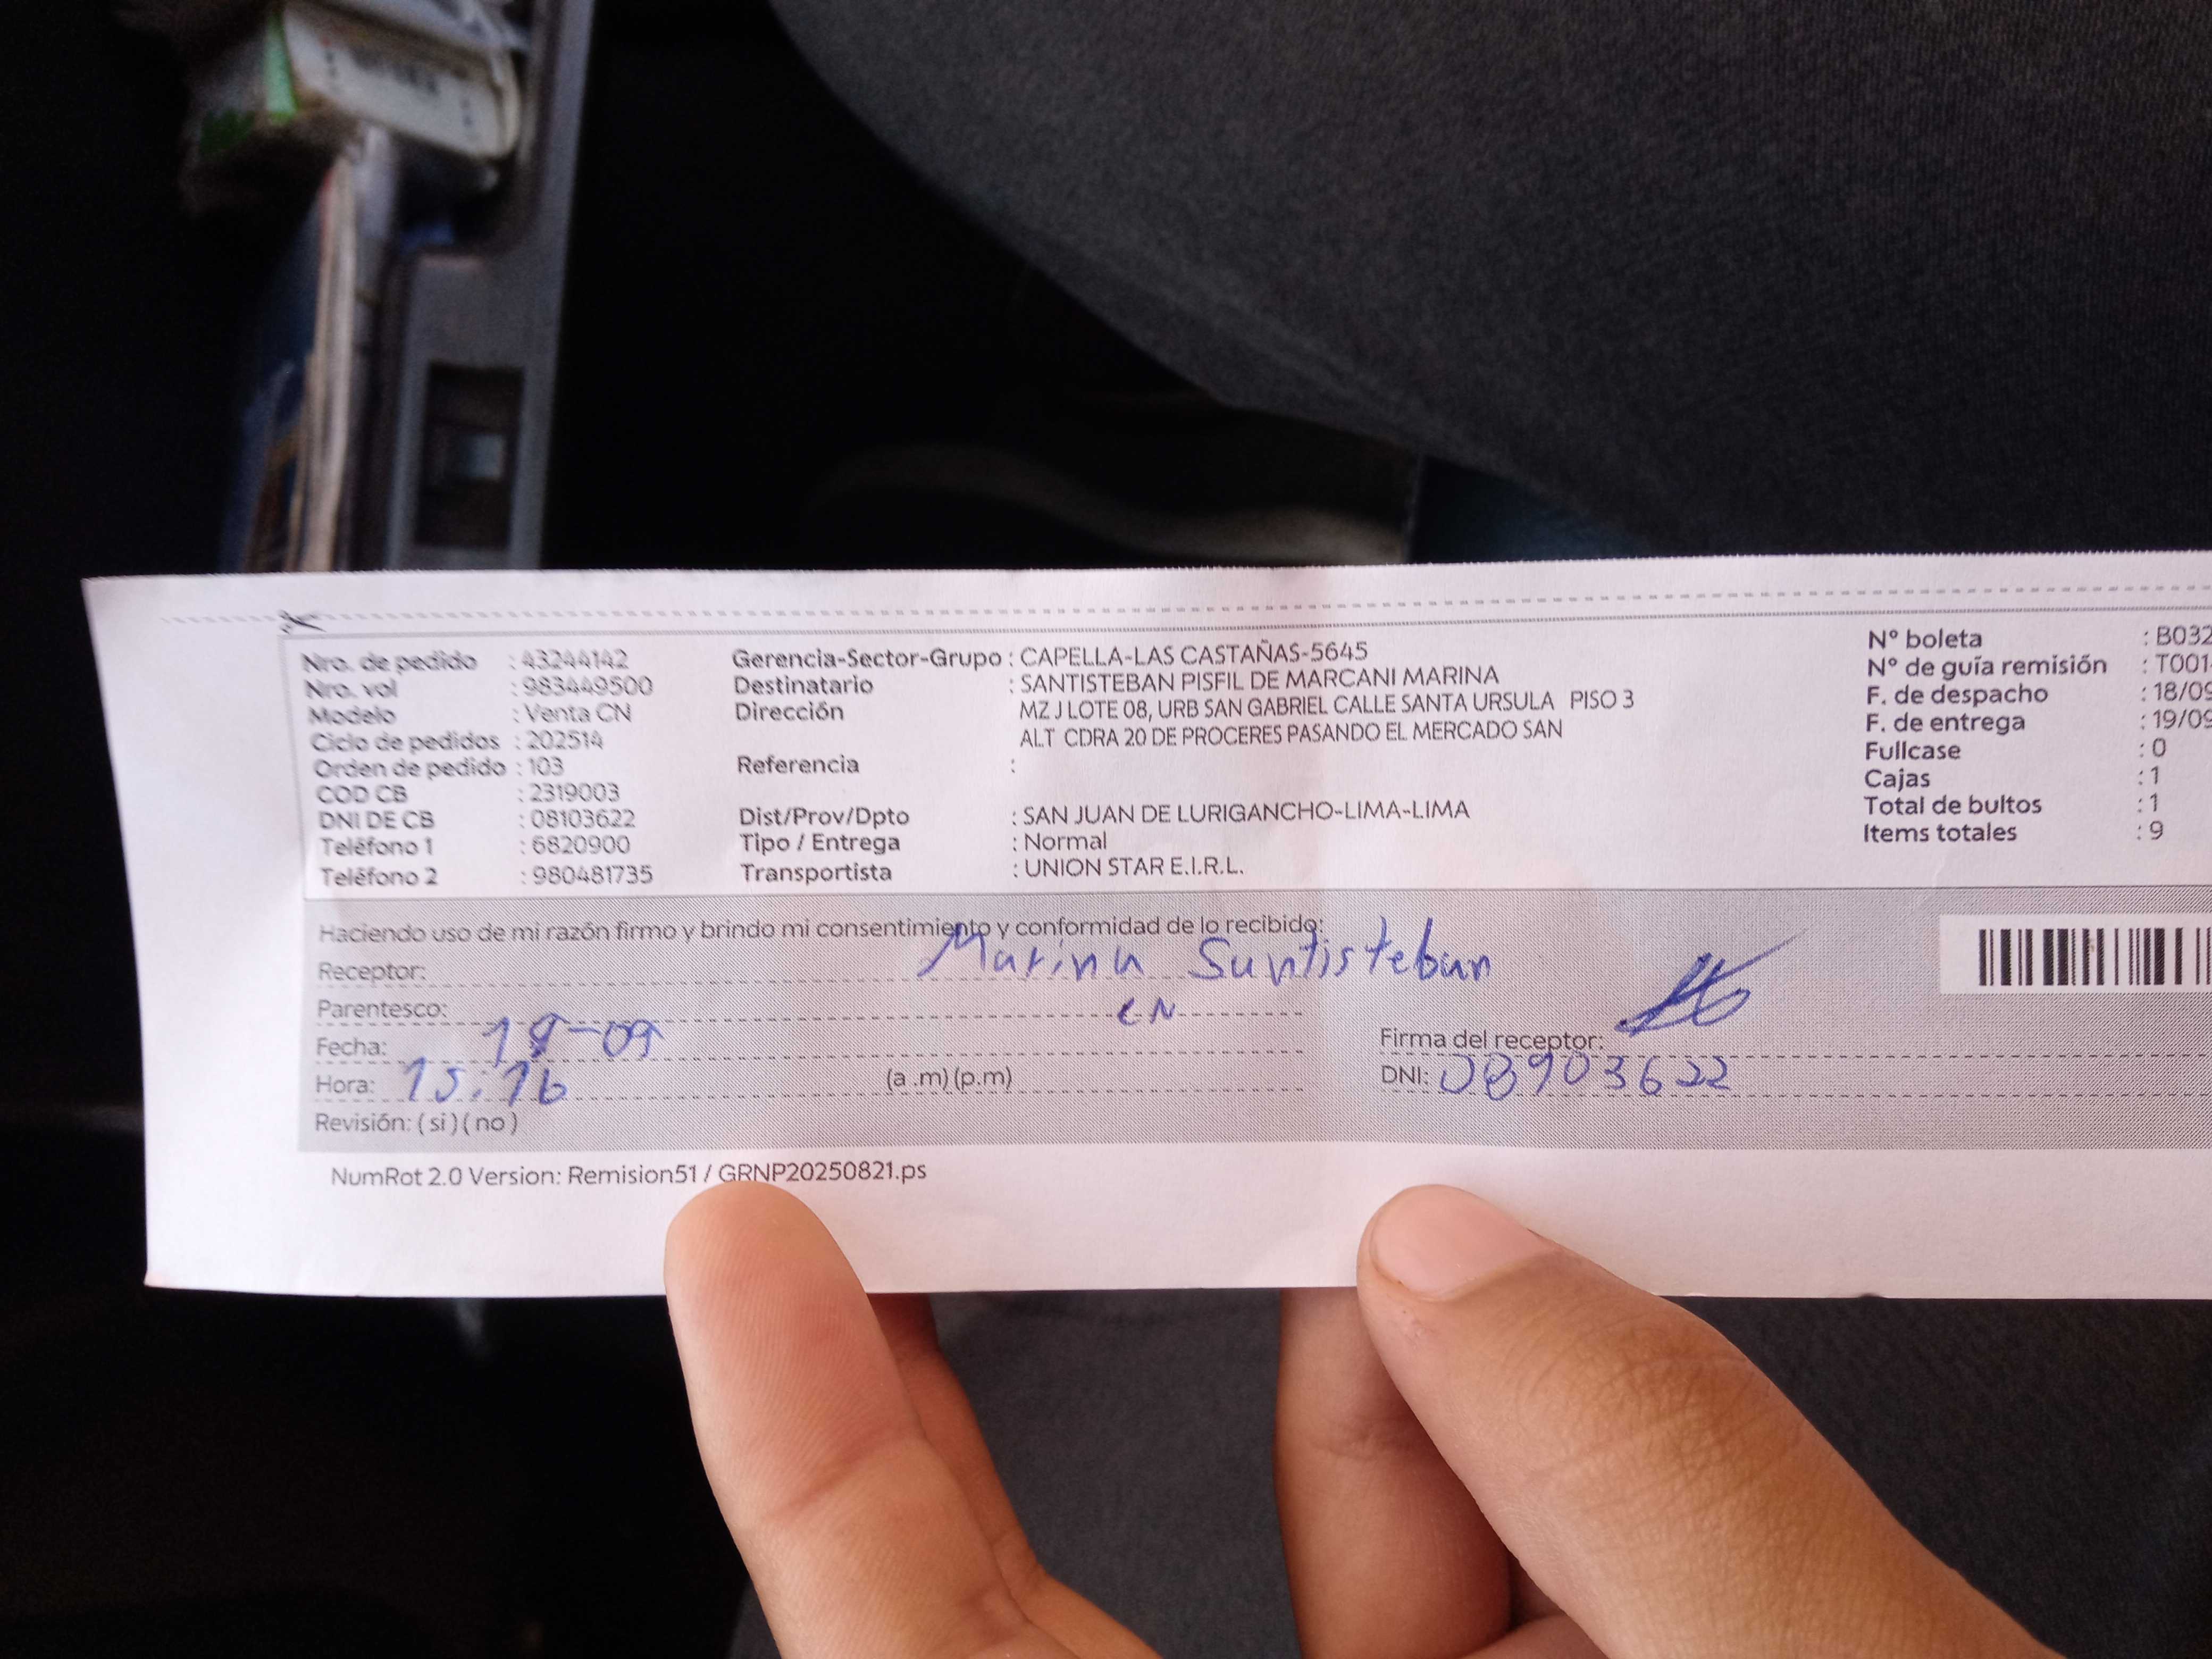 Nro. de pedido : 43244142
Nro. vol : 983449500
Modelo : Venta CN
Ciclo de pedidos : 202514
Orden de pedido : 103
COD CB : 2319003
DNI DE CB : 08103622
Teléfono 1 : 6820900
Teléfono 2 : 980481735
Gerencia-Sector-Grupo : CAPELLA-LAS CASTAÑAS-5645
Destinatario : SANTISTEBAN PISFIL DE MARCANI MARINA
Dirección MZ J LOTE 08, URB SAN GABRIEL CALLE SANTA URSULA PISO 3
ALT CDRA 20 DE PROCERES PASANDO EL MERCADO SAN
Referencia :
Dist/Prov/Dpto : SAN JUAN DE LURIGANCHO-LIMA-LIMA
Tipo / Entrega : Normal
Transportista : UNION STAR E.I.R.L.
N° boleta : B032
N° de guía remisión : T001
F. de despacho : 18/09
F. de entrega : 19/09
Fullcase : 0
Cajas : 1
Total de bultos : 1
Items totales : 9
Haciendo uso de mi razón firmo y brindo mi consentimiento y conformidad de lo recibido:
Receptor: Marina Santisteban
Parentesco: CN
Fecha: 19-09
Hora: 15:16 (a .m) (p.m)
Revisión: ( si ) ( no )
Firma del receptor:
DNI: 08103622
NumRot 2.0 Version: Remision51 / GRNP20250821.ps